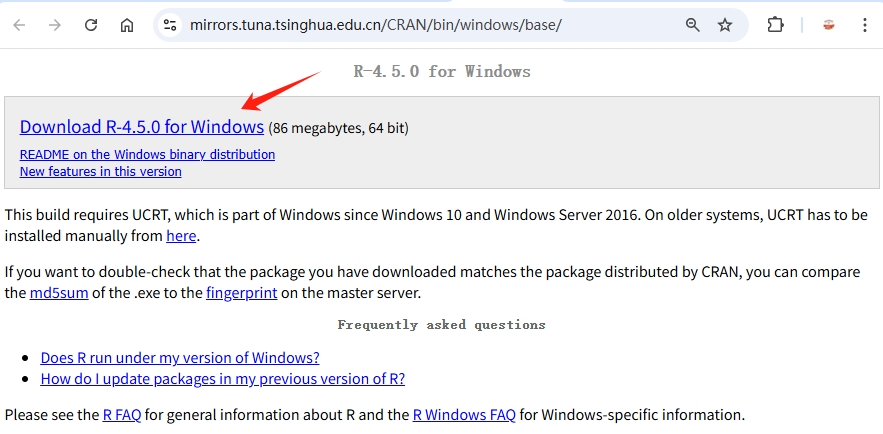 mirrors.tuna.tsinghua.edu.cn/CRAN/bin/windows/base/
R-4.5.0 for Windows
Download R-4.5.0 for Windows (86 megabytes, 64 bit)
README on the Windows binary distribution
New features in this version
This build requires UCRT, which is part of Windows since Windows 10 and Windows Server 2016. On older systems, UCRT has to be
installed manually from here.
If you want to double-check that the package you have downloaded matches the package distributed by CRAN, you can compare
the md5sum of the .exe to the fingerprint on the master server.
Frequently asked questions
Does R run under my version of Windows?
How do I update packages in my previous version of R?
Please see the R FAQ for general information about R and the R Windows FAQ for Windows-specific information.